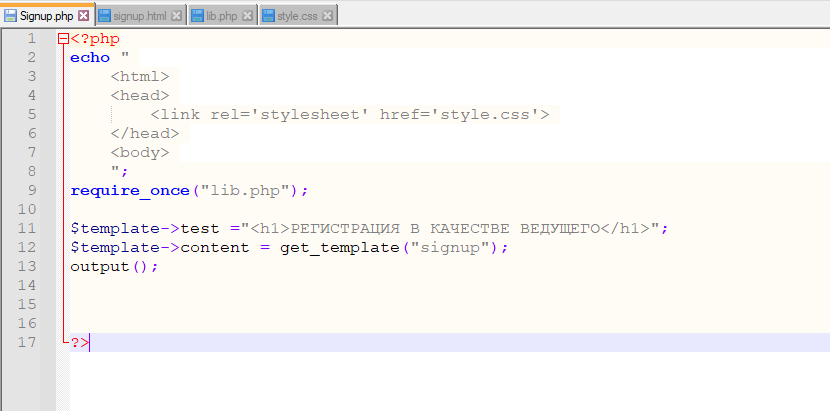 Signup.php signup.html lib.php style.css
1 <?php
2 echo "
3 <html>
4 <head>
5 <link rel='stylesheet' href='style.css'>
6 </head>
7 <body>
8 ";
9 require_once("lib.php");
10
11 $template->test ="<h1>РЕГИСТРАЦИЯ В КАЧЕСТВЕ ВЕДУЩЕГО</h1>";
12 $template->content = get_template("signup");
13 output();
14
15
16
17 ?>